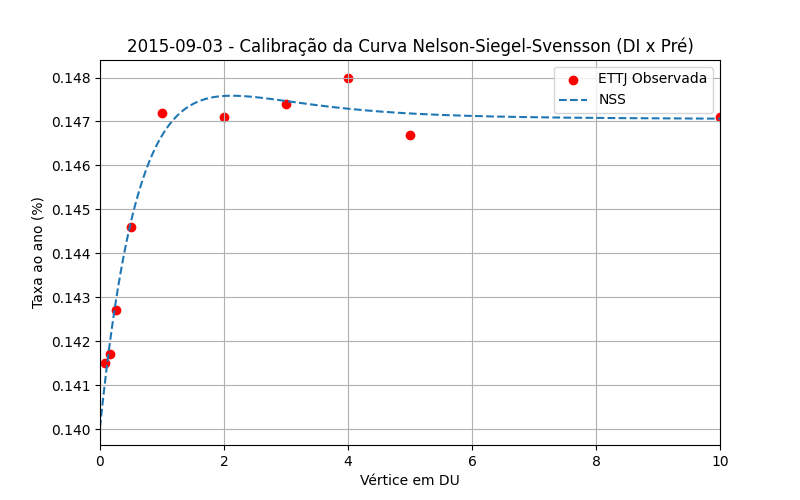 2015-09-03 - Calibração da Curva Nelson-Siegel-Svensson (DI x Pré)
ETTJ Observada
NSS
0.148
0.147
0.146
0.145
0.144
0.143
0.142
0.141
0.140
Taxa ao ano (%)
0 2 4 6 8 10
Vértice em DU